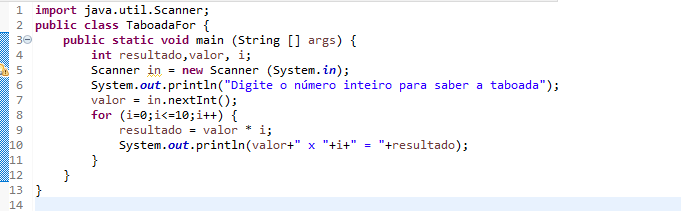 1 import java.util.Scanner;
2 public class TaboadaFor {
3 public static void main (String [] args) {
4 int resultado,valor, i;
5 Scanner in = new Scanner (System.in);
6 System.out.println("Digite o número inteiro para saber a taboada");
7 valor = in.nextInt();
8 for (i=0;i<=10;i++) {
9 resultado = valor * i;
10 System.out.println(valor+" x "+i+" = "+resultado);
11 }
12 }
13 }
14